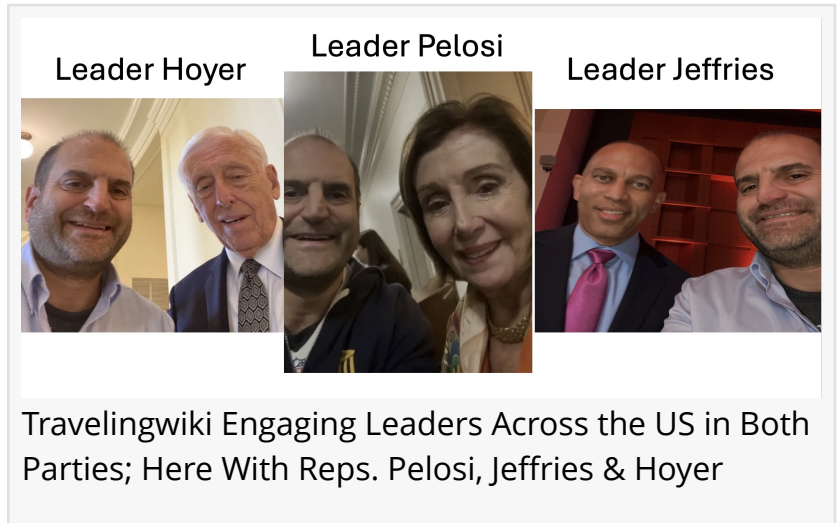 Leader Hoyer
Leader Pelosi
Leader Jeffries
Travelingwiki Engaging Leaders Across the US in Both
Parties; Here With Reps. Pelosi, Jeffries & Hoyer